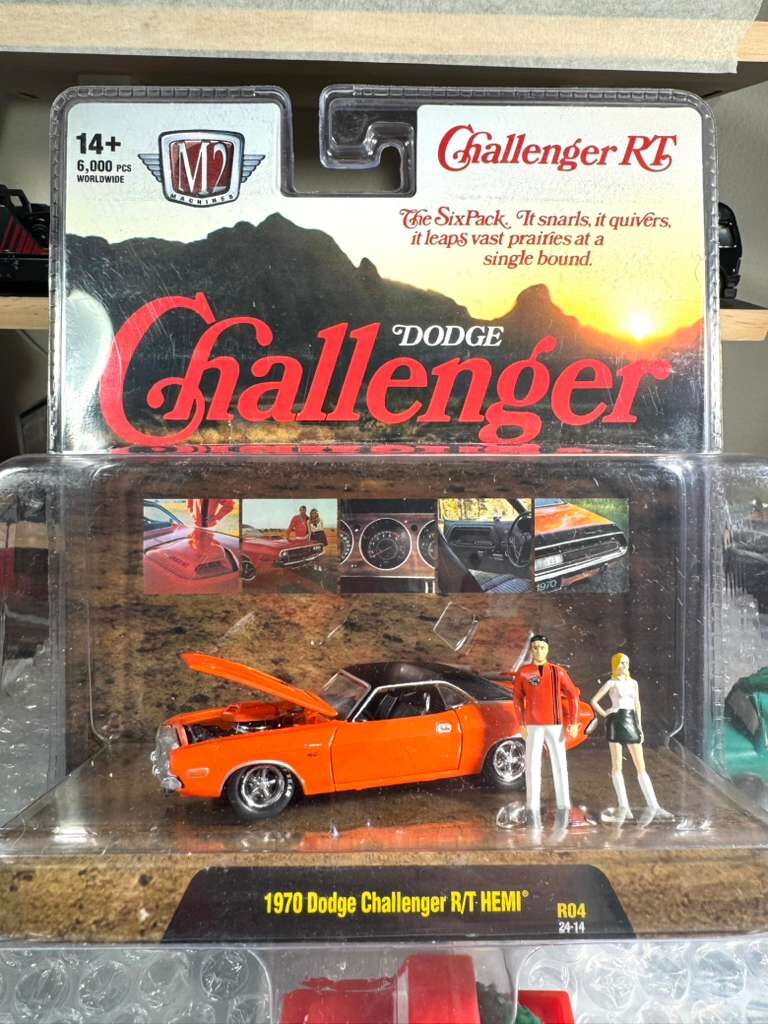 14+
6,000 PCS
WORLDWIDE
M2
MACHINES
Challenger RT
The SixPack. It snarls, it quivers,
it leaps vast prairies at a
single bound.
DODGE
Challenger
1970
1970 Dodge Challenger R/T HEMI®
R04
24-14